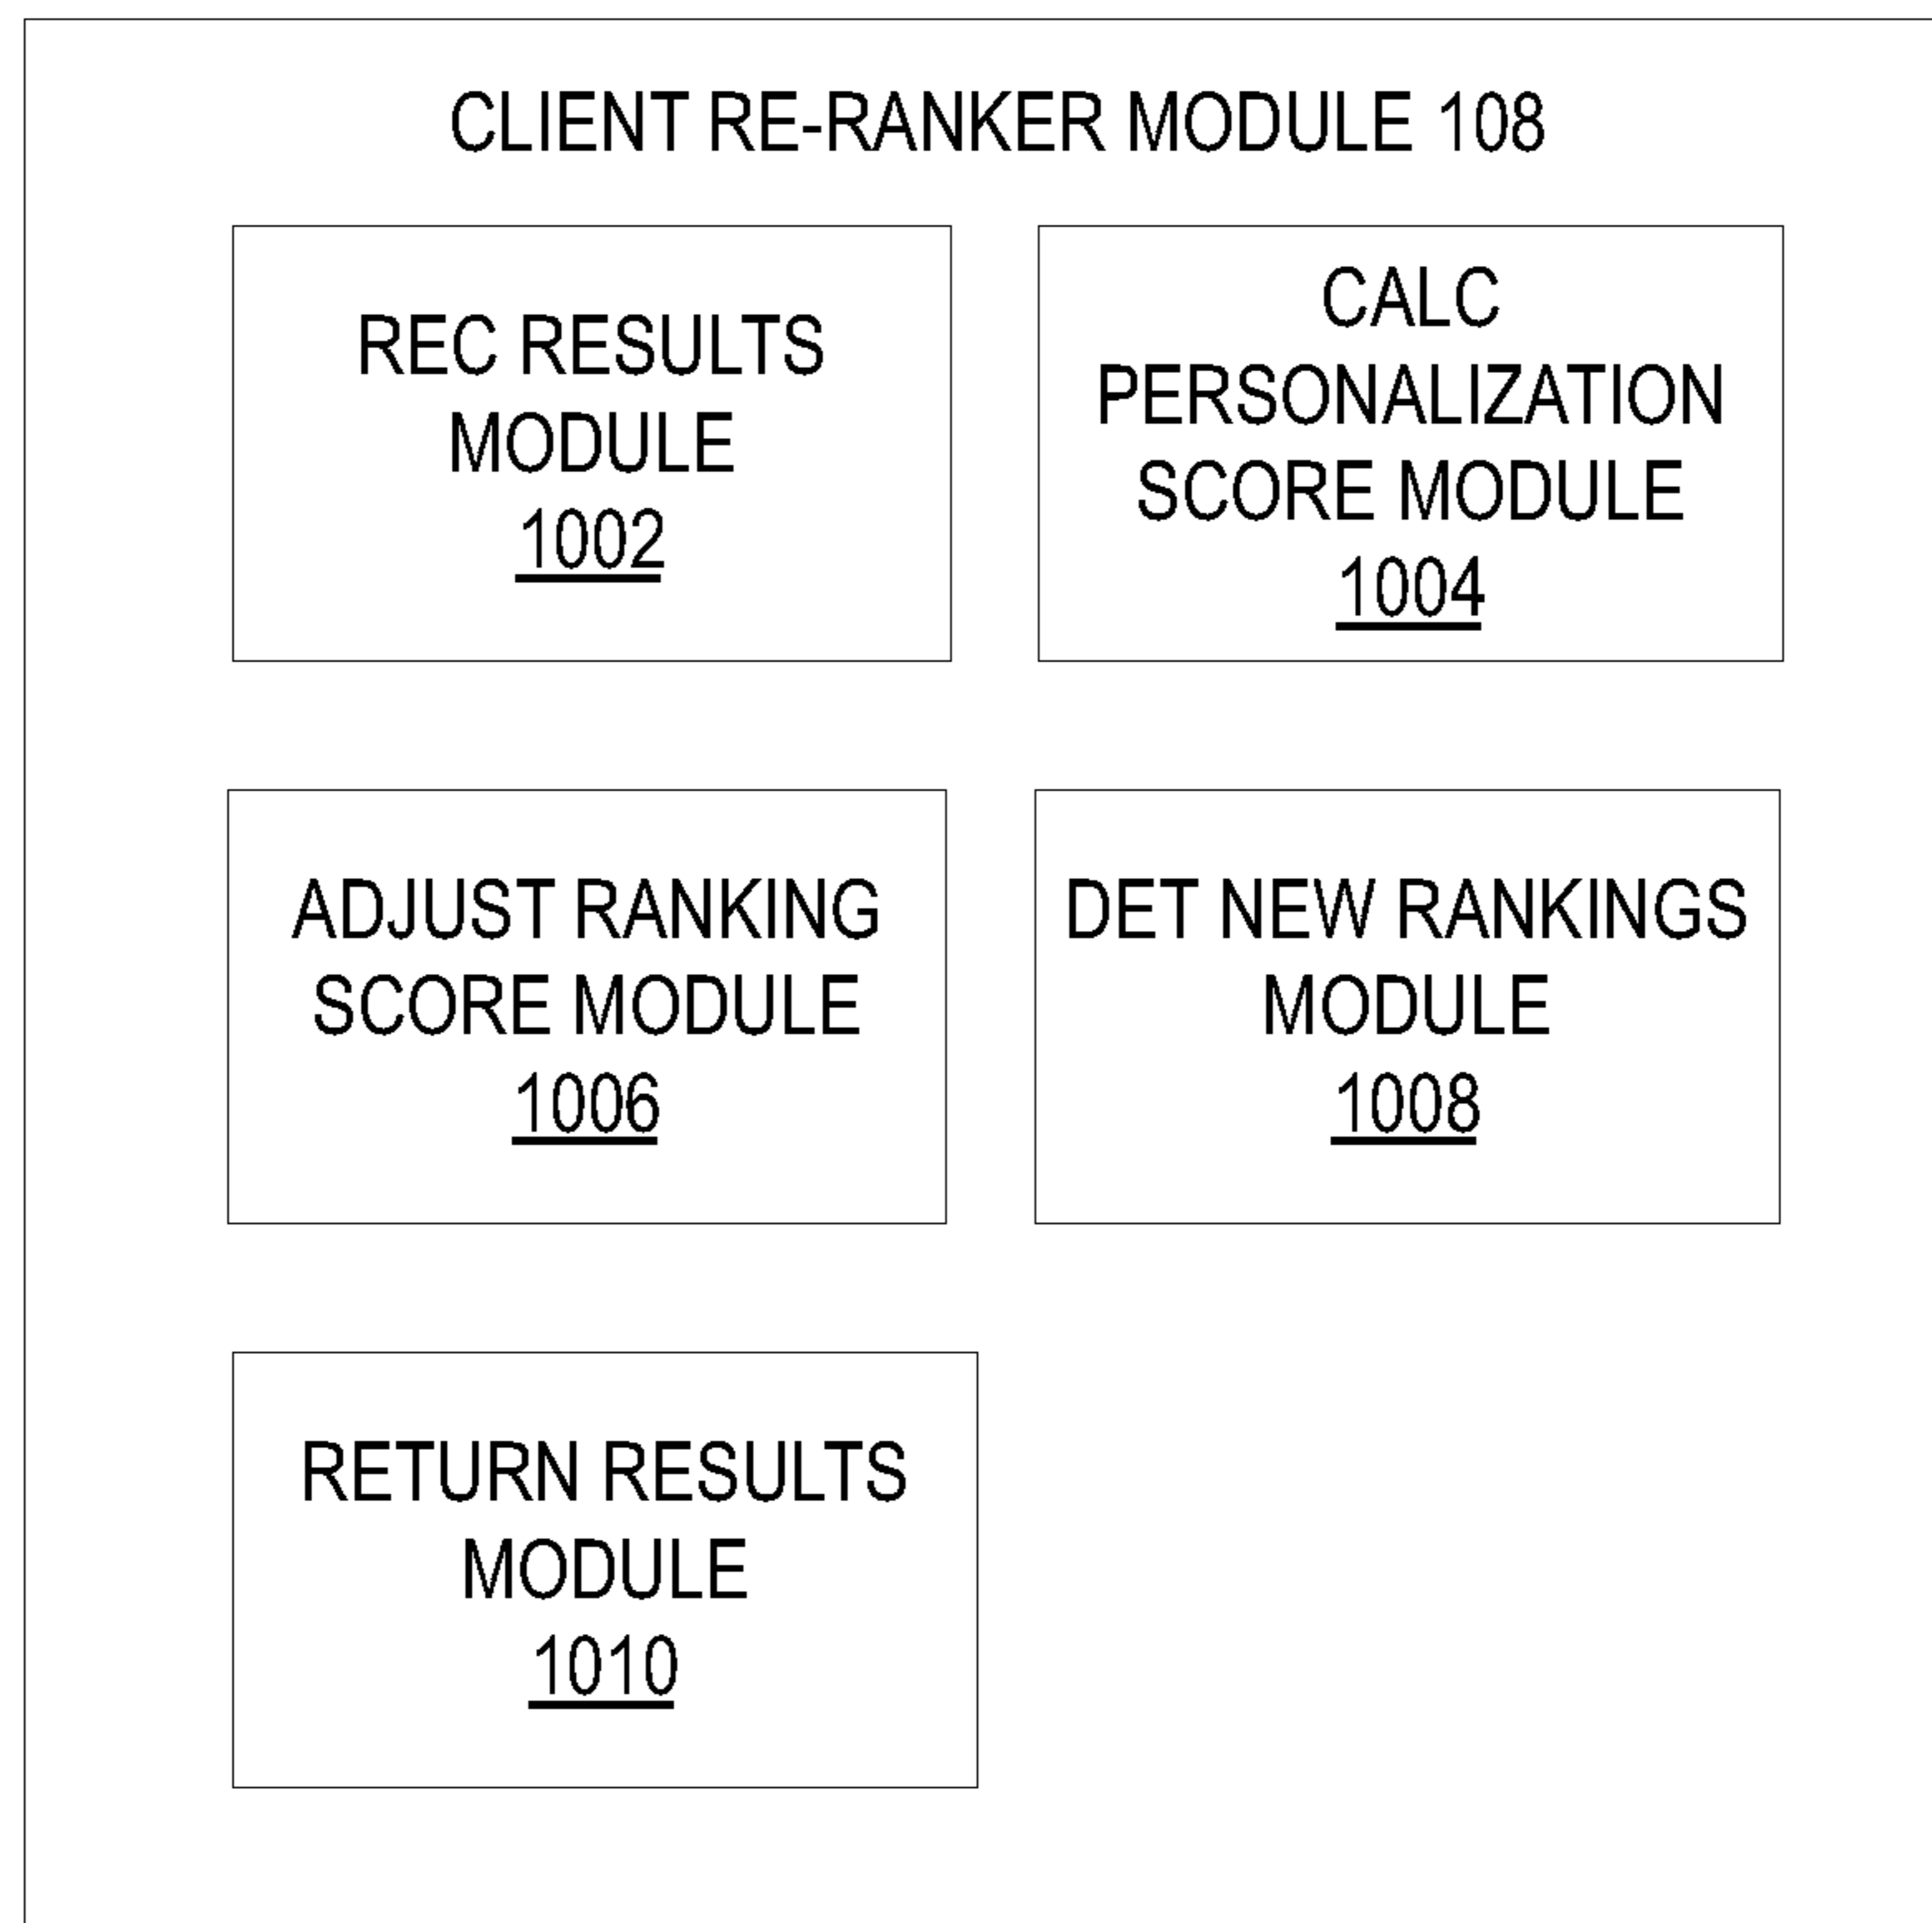 CLIENT RE-RANKER MODULE 108
REC RESULTS
MODULE
1002
CALC
PERSONALIZATION
SCORE MODULE
1004
ADJUST RANKING
SCORE MODULE
1006
DET NEW RANKINGS
MODULE
1008
RETURN RESULTS
MODULE
1010